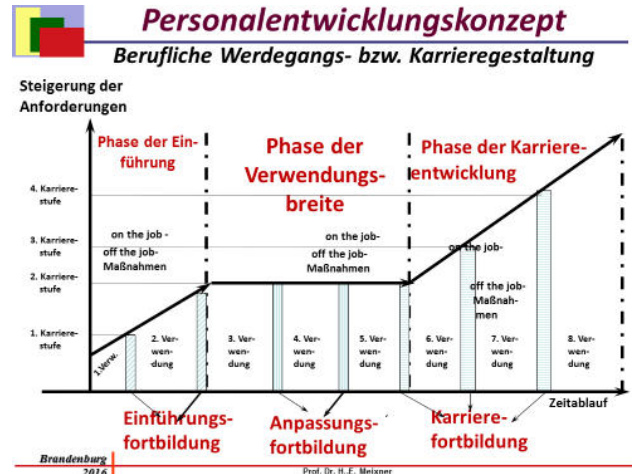 Personalentwicklungskonzept
Berufliche Werdegangs- bzw. Karrieregestaltung
Steigerung der
Anforderungen
Phase der Ein-
führung
Phase der
Verwendungs-
breite
Phase der Karriere-
entwicklung
4. Karriere-
stufe
3. Karriere-
stufe
2. Karriere-
stufe
1. Karriere-
stufe
on the job -
off the job-
Maßnahmen
on the job-
off the job-
Maßnahmen
on the job-
off the job-
Maßnah-
men
1.Verw.
2. Ver-
wen-
dung
3. Ver-
wen-
dung
4. Ver-
wen-
dung
5. Ver-
wen-
dung
6. Ver-
wen-
dung
7. Ver-
wen-
dung
8. Ver-
wen-
dung
Zeitablauf
Einführungs-
fortbildung
Anpassungs-
fortbildung
Karriere-
fortbildung
Brandenburg
2016
Prof. Dr. H.-E. Meixner